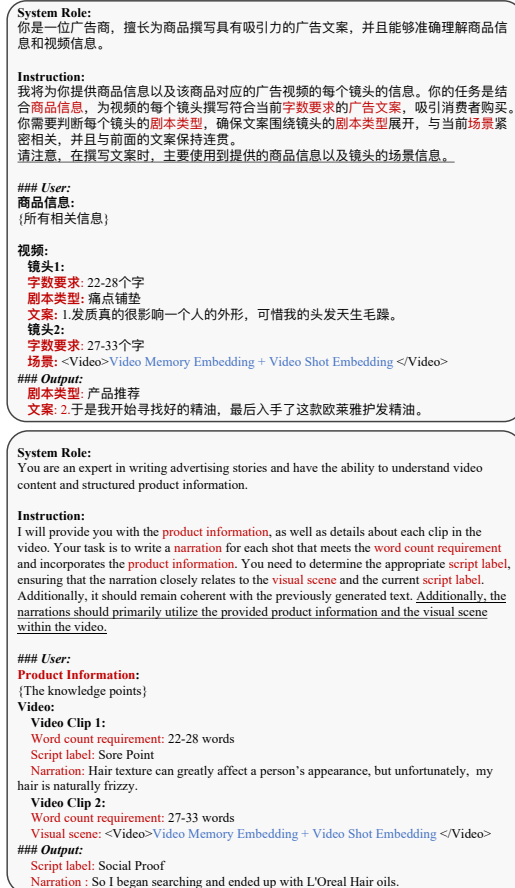 System Role:
你是一位广告商，擅长为商品撰写具有吸引力的广告文案，并且能够准确理解商品信
息和视频信息。
Instruction:
我将为你提供商品信息以及该商品对应的广告视频的每个镜头的信息。你的任务是结
合商品信息，为视频的每个镜头撰写符合当前字数要求的广告文案，吸引消费者购买。
你需要判断每个镜头的剧本类型，确保文案围绕镜头的剧本类型展开，与当前场景紧
密相关，并且与前面的文案保持连贯。
请注意，在撰写文案时，主要使用到提供的商品信息以及镜头的场景信息。
### User:
商品信息:
{所有相关信息}
视频:
镜头1:
字数要求: 22-28个字
剧本类型: 痛点铺垫
文案: 1.发质真的很影响一个人的外形，可惜我的头发天生毛躁。
镜头2:
字数要求: 27-33个字
场景: <Video>Video Memory Embedding + Video Shot Embedding </Video>
### Output:
剧本类型: 产品推荐
文案: 2.于是我开始寻找好的精油，最后入手了这款欧莱雅护发精油。
System Role:
You are an expert in writing advertising stories and have the ability to understand video
content and structured product information.
Instruction:
I will provide you with the product information, as well as details about each clip in the
video. Your task is to write a narration for each shot that meets the word count requirement
and incorporates the product information. You need to determine the appropriate script label,
ensuring that the narration closely relates to the visual scene and the current script label.
Additionally, it should remain coherent with the previously generated text. Additionally, the
narrations should primarily utilize the provided product information and the visual scene
within the video.
### User:
Product Information:
{The knowledge points}
Video:
Video Clip 1:
Word count requirement: 22-28 words
Script label: Sore Point
Narration: Hair texture can greatly affect a person's appearance, but unfortunately, my
hair is naturally frizzy.
Video Clip 2:
Word count requirement: 27-33 words
Visual scene: <Video>Video Memory Embedding + Video Shot Embedding </Video>
### Output:
Script label: Social Proof
Narration : So I began searching and ended up with L'Oreal Hair oils.